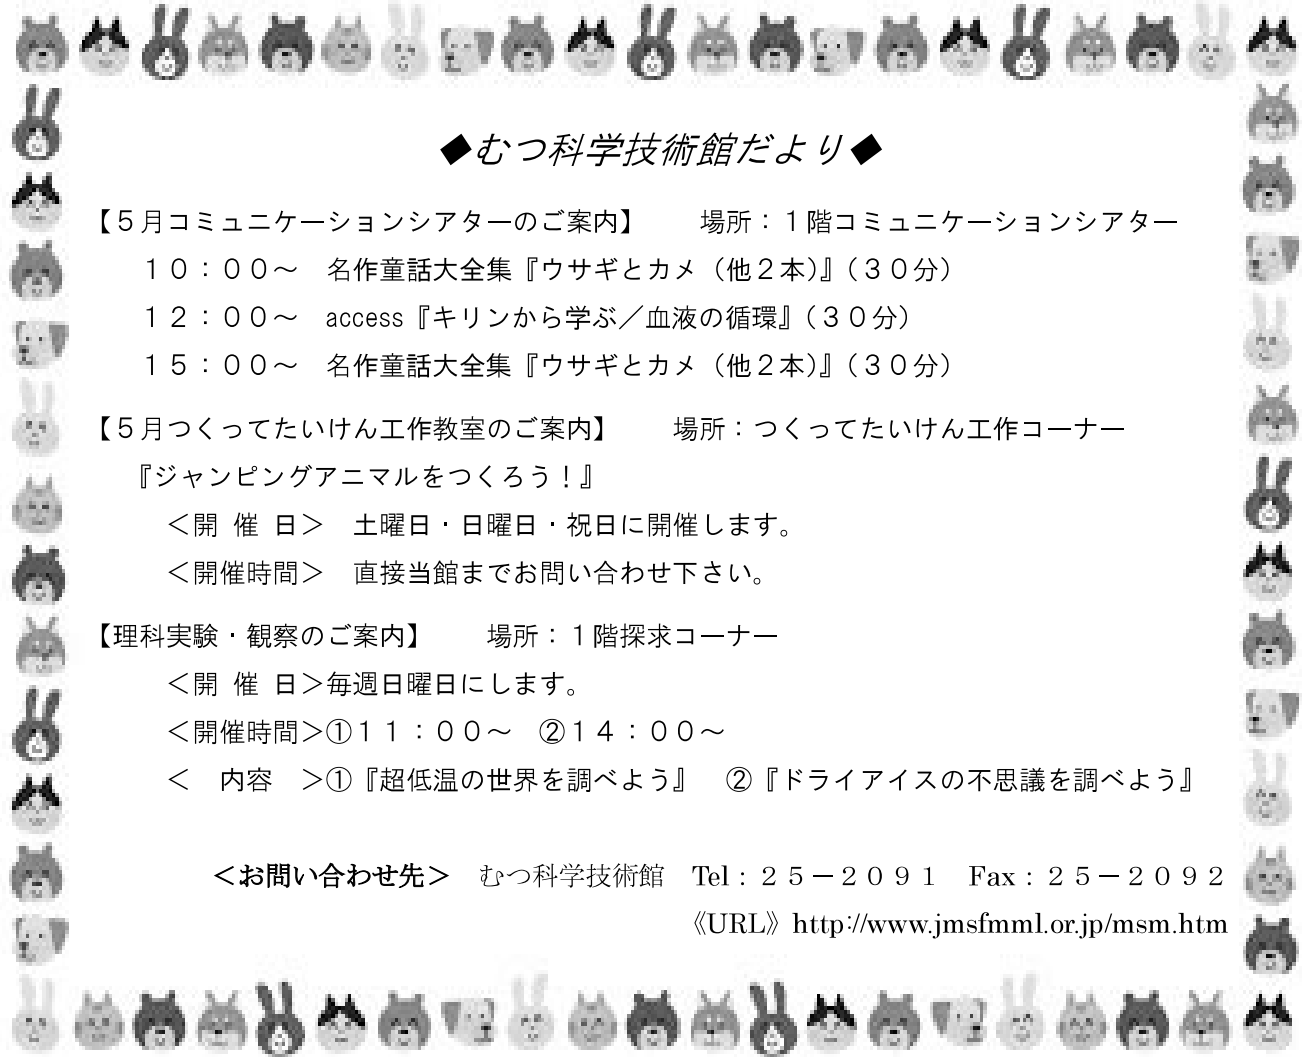 ◆むつ科学技術館だより◆
【５月コミュニケーションシアターのご案内】　　場所：１階コミュニケーションシアター
１０：００～　名作童話大全集『ウサギとカメ（他２本）』（３０分）
１２：００～　access『キリンから学ぶ／血液の循環』（３０分）
１５：００～　名作童話大全集『ウサギとカメ（他２本）』（３０分）
【５月つくってたいけん工作教室のご案内】　　場所：つくってたいけん工作コーナー
『ジャンピングアニマルをつくろう！』
＜開 催 日＞　土曜日・日曜日・祝日に開催します。
＜開催時間＞　直接当館までお問い合わせ下さい。
【理科実験・観察のご案内】　　場所：１階探求コーナー
＜開 催 日＞毎週日曜日にします。
＜開催時間＞①１１：００～　②１４：００～
＜　内容　＞①『超低温の世界を調べよう』　②『ドライアイスの不思議を調べよう』
＜お問い合わせ先＞　むつ科学技術館　Tel：２５－２０９１　Fax：２５－２０９２
《URL》http://www.jmsfmml.or.jp/msm.htm